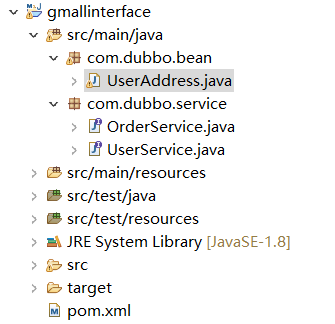 gmallinterface
src/main/java
com.dubbo.bean
UserAddress.java
com.dubbo.service
OrderService.java
UserService.java
src/main/resources
src/test/java
src/test/resources
JRE System Library [JavaSE-1.8]
src
target
pom.xml